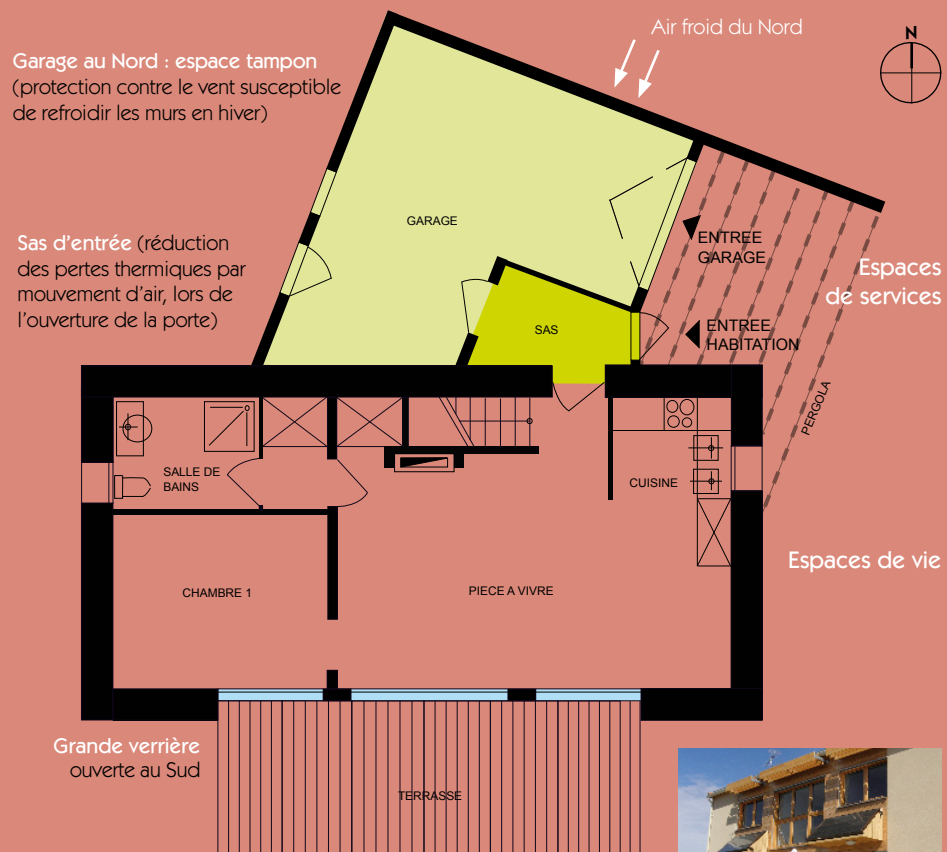 Air froid du Nord
N
Garage au Nord : espace tampon
(protection contre le vent susceptible
de refroidir les murs en hiver)
GARAGE
Sas d'entrée (réduction
des pertes thermiques par
mouvement d'air, lors de
l'ouverture de la porte)
ENTREE
GARAGE
Espaces
de services
SAS
ENTREE
HABITATION
PERGOLA
SALLE DE
BAINS
CUISINE
Espaces de vie
CHAMBRE 1
PIECE A VIVRE
Grande verrière
ouverte au Sud
TERRASSE